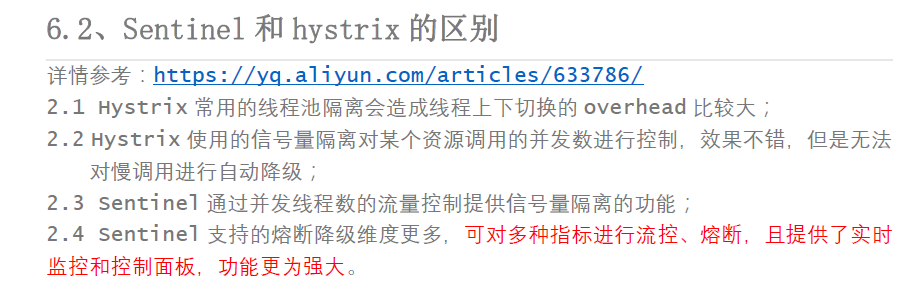 6.2、Sentinel 和 hystrix 的区别
详情参考：https://yq.aliyun.com/articles/633786/
2.1 Hystrix 常用的线程池隔离会造成线程上下切换的 overhead 比较大；
2.2 Hystrix 使用的信号量隔离对某个资源调用的并发数进行控制，效果不错，但是无法
对慢调用进行自动降级；
2.3 Sentinel 通过并发线程数的流量控制提供信号量隔离的功能；
2.4 Sentinel 支持的熔断降级维度更多，可对多种指标进行流控、熔断，且提供了实时
监控和控制面板，功能更为强大。